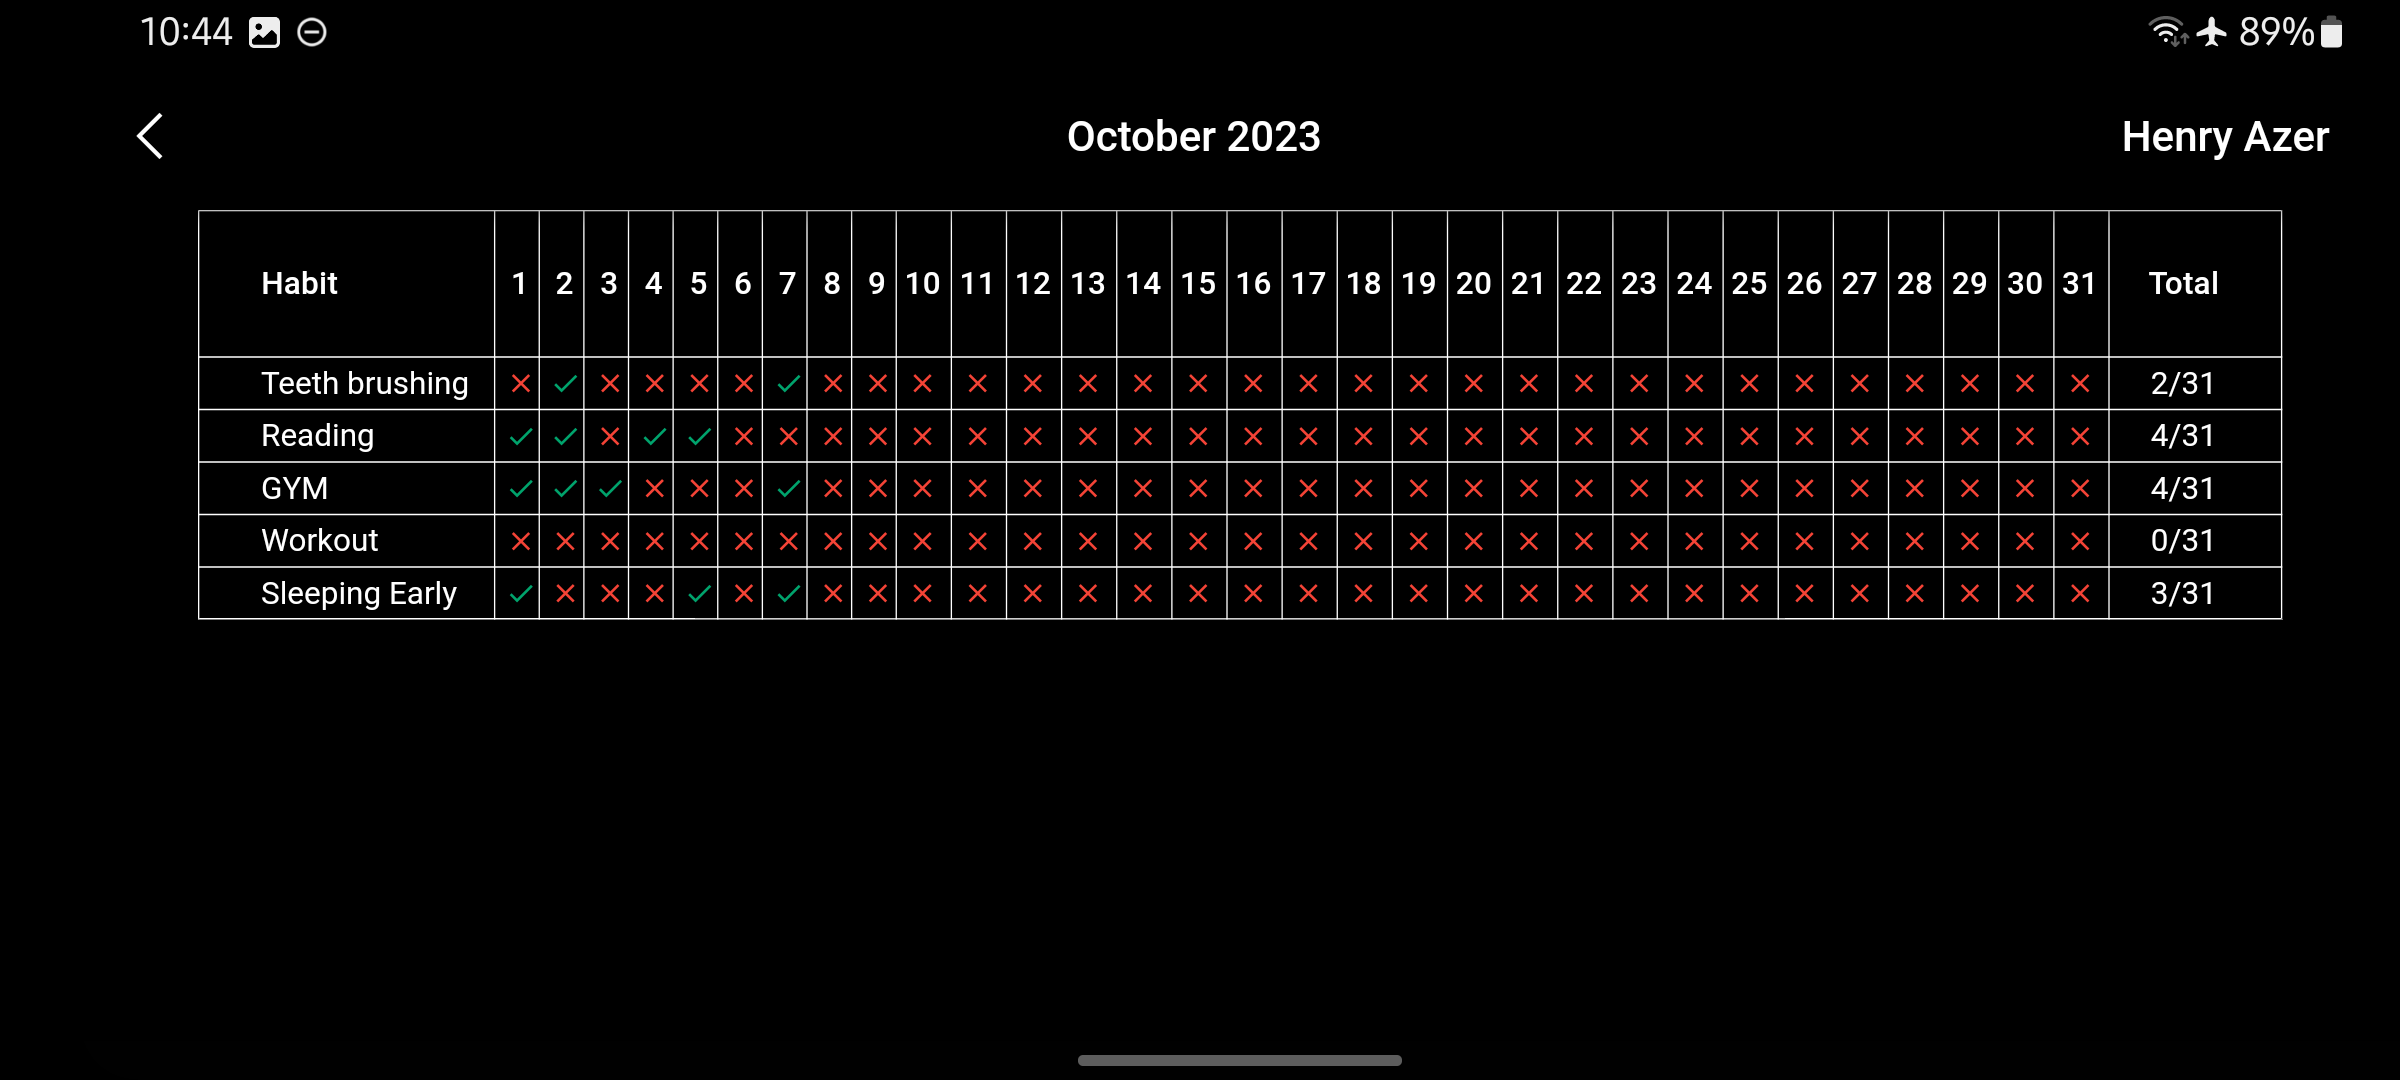 10:44 89%
October 2023 Henry Azer
Habit 1 2 3 4 5 6 7 8 9 10 11 12 13 14 15 16 17 18 19 20 21 22 23 24 25 26 27 28 29 30 31 Total
Teeth brushing 2/31
Reading 4/31
GYM 4/31
Workout 0/31
Sleeping Early 3/31